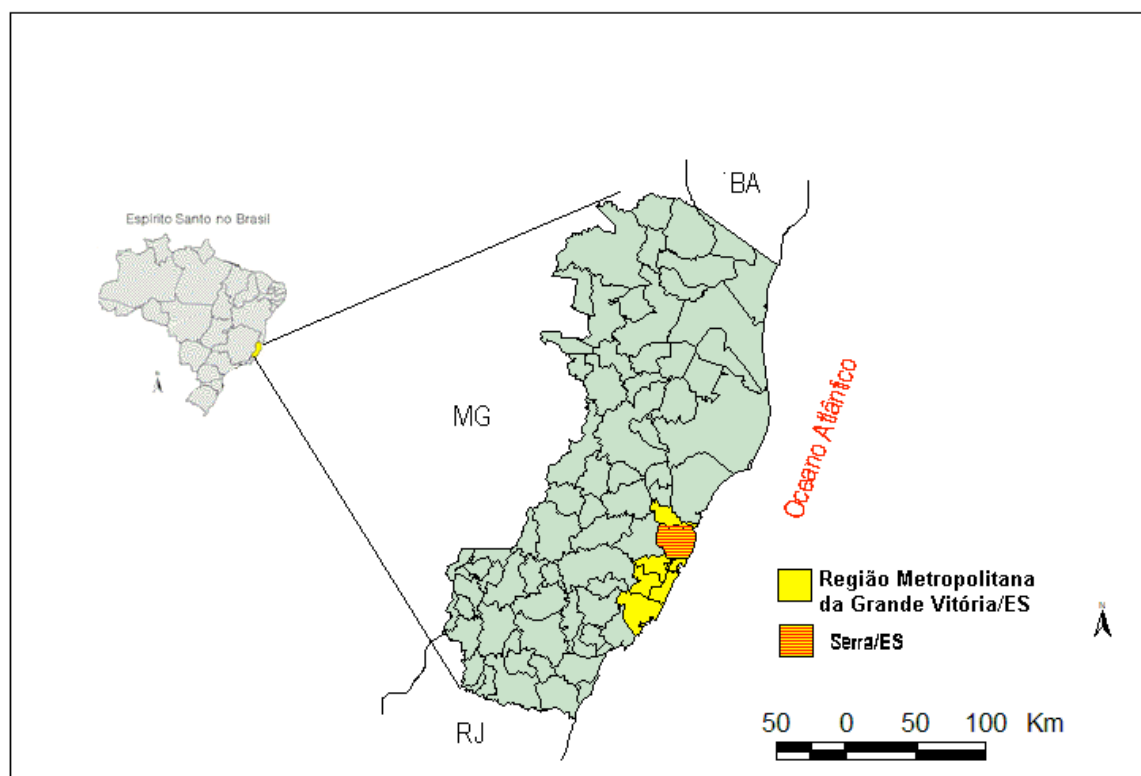 BA
Espírito Santo no Brasil
MG
Oceano Atlântico
Região Metropolitana
da Grande Vitória/ES
Serra/ES
RJ
N
50 0 50 100 Km